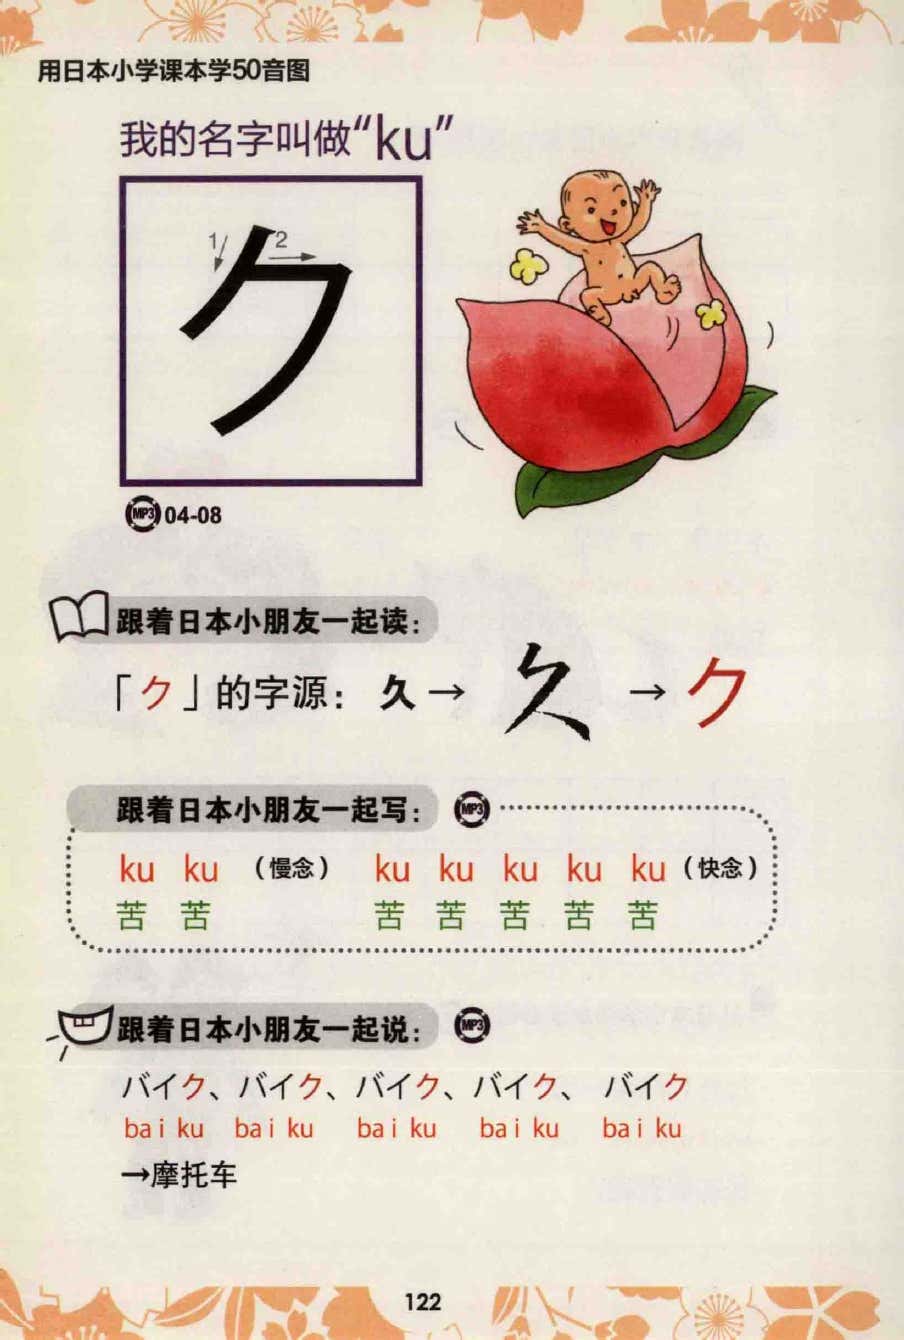 用日本小学课本学50音图
我的名字叫做“ku”
1 2
ク
MP3 04-08
跟着日本小朋友一起读：
「ク」的字源：久→久→ク
跟着日本小朋友一起写： MP3
ku ku （慢念） ku ku ku ku ku （快念）
苦 苦 苦 苦 苦 苦 苦
跟着日本小朋友一起说： MP3
バイク、バイク、バイク、バイク、 バイク
ba i ku ba i ku ba i ku ba i ku ba i ku
→摩托车
122